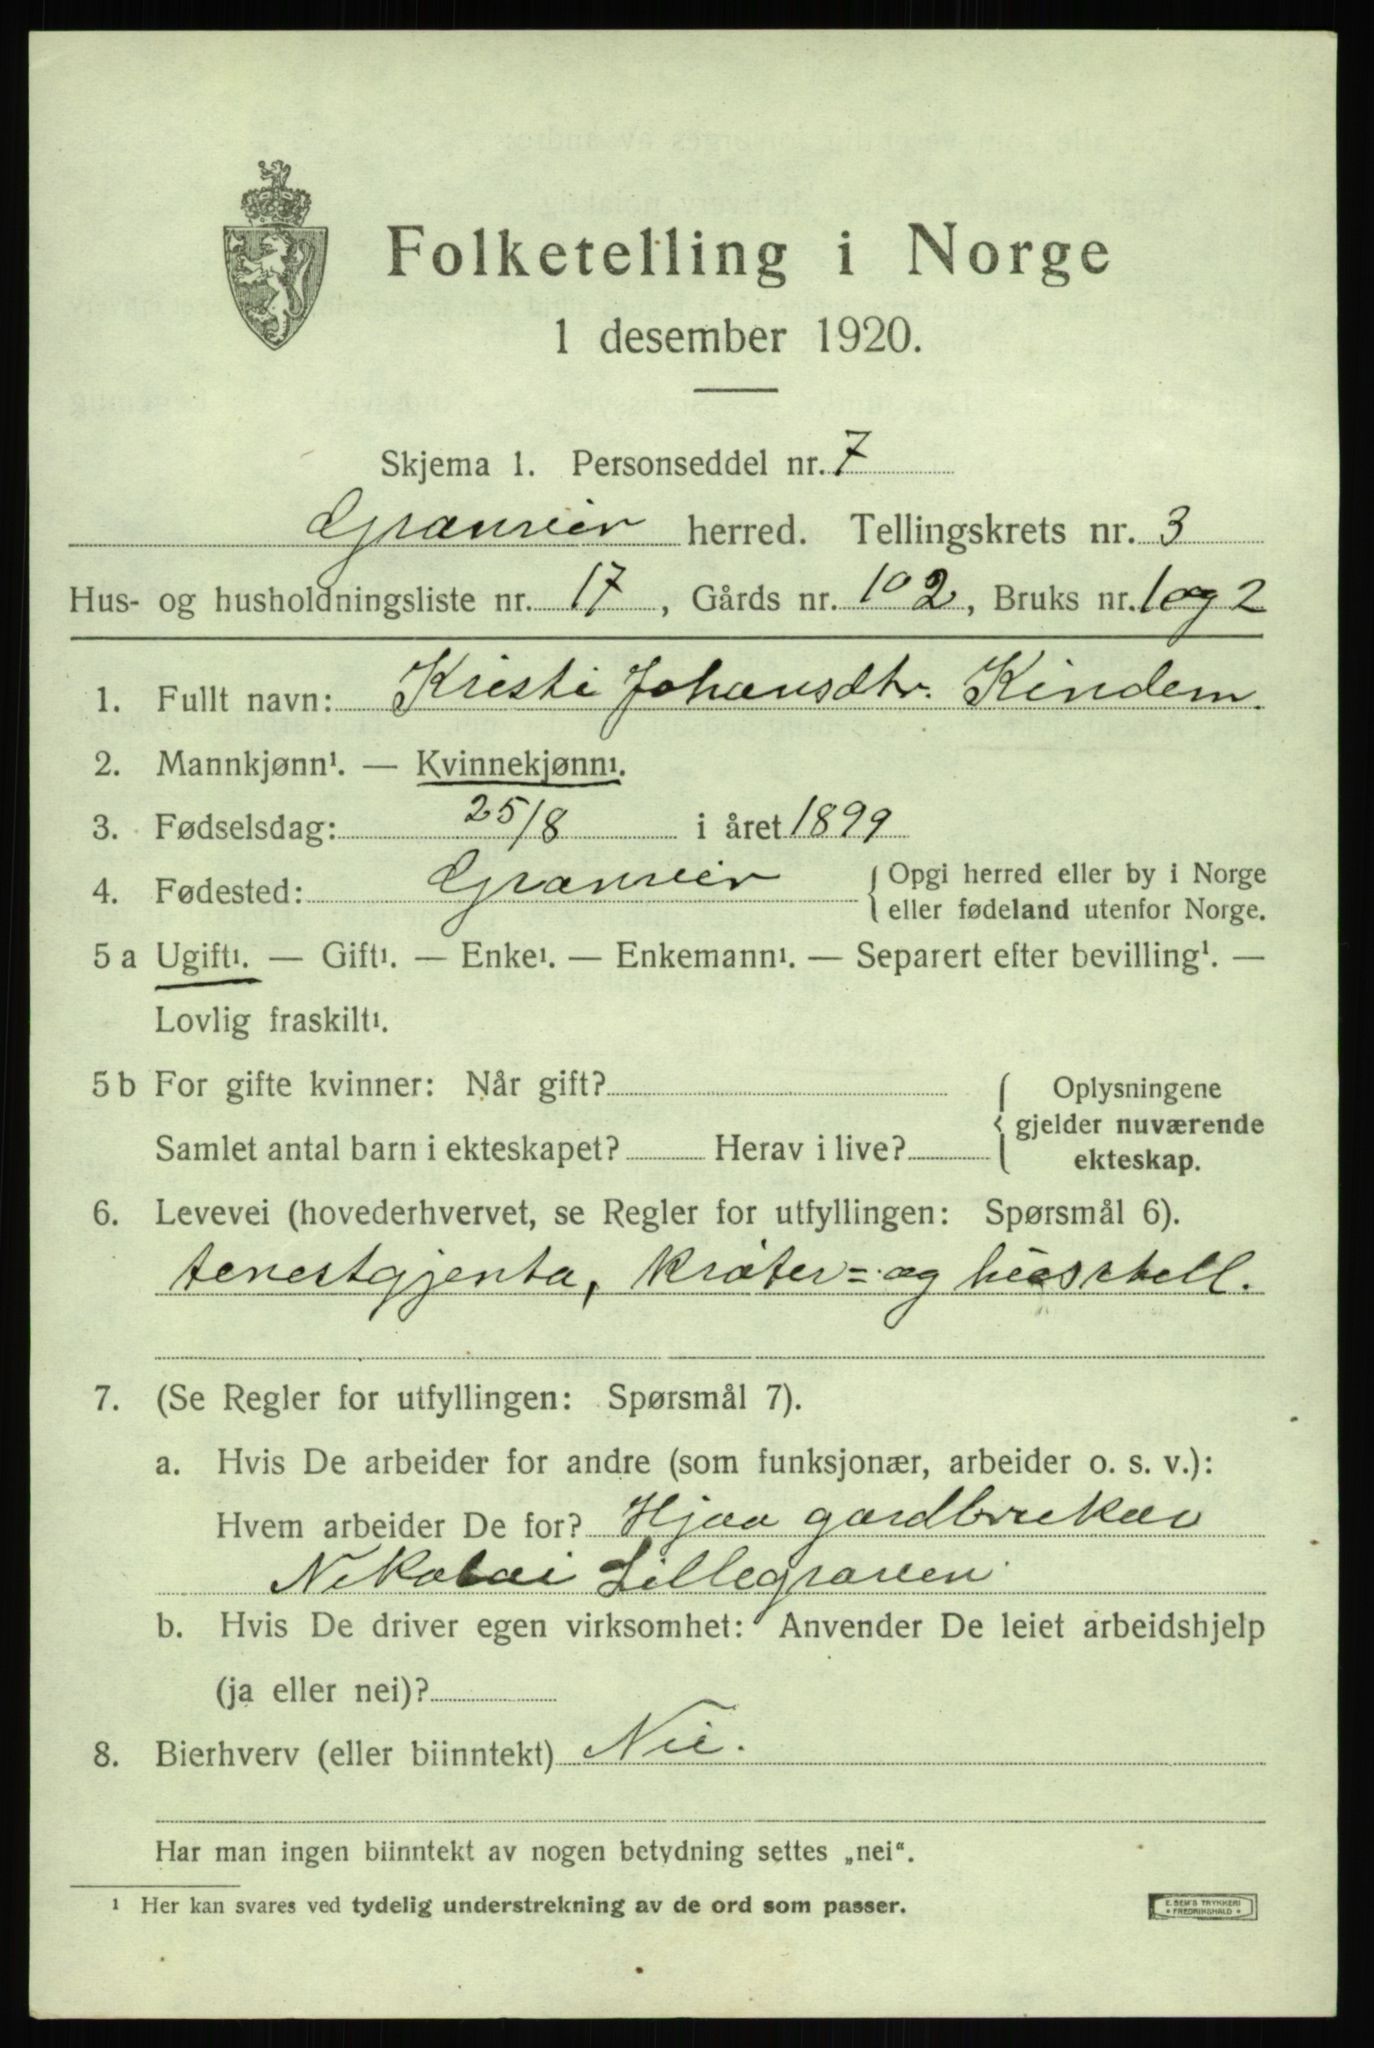 Folketelling i Norge
1 desember 1920.
Skjema 1. Personseddel nr. 7
Granvin herred. Tellingskrets nr. 3
Hus- og husholdningsliste nr. 17, Gårds nr. 102, Bruks nr. 1 og 2
1. Fullt navn: Kristi Johansdtr. Kindem.
2. Mannkjønn¹. — Kvinnekjønn¹.
3. Fødselsdag: 25/8 i året 1899
4. Fødested: Granvin { Opgi herred eller by i Norge
eller fødeland utenfor Norge.
5 a Ugift¹. — Gift¹. — Enke¹. — Enkemann¹. — Separert efter bevilling¹. —
Lovlig fraskilt¹.
5 b For gifte kvinner: Når gift? { Oplysningene
gjelder nuværende
Samlet antal barn i ekteskapet? Herav i live? ekteskap.
6. Levevei (hovederhvervet, se Regler for utfyllingen: Spørsmål 6).
tenestgjenta, krøter= og husstell.
7. (Se Regler for utfyllingen: Spørsmål 7).
a. Hvis De arbeider for andre (som funksjonær, arbeider o. s. v.):
Hvem arbeider De for? Hjaa gardbrukar
Nikolai Lillegraven
b. Hvis De driver egen virksomhet: Anvender De leiet arbeidshjelp
(ja eller nei)?
8. Bierhverv (eller biinntekt) Nei.
Har man ingen biinntekt av nogen betydning settes „nei“.
¹ Her kan svares ved tydelig understrekning av de ord som passer.
E. SEM'S TRYKKERI
* FREDRIKSHALD *